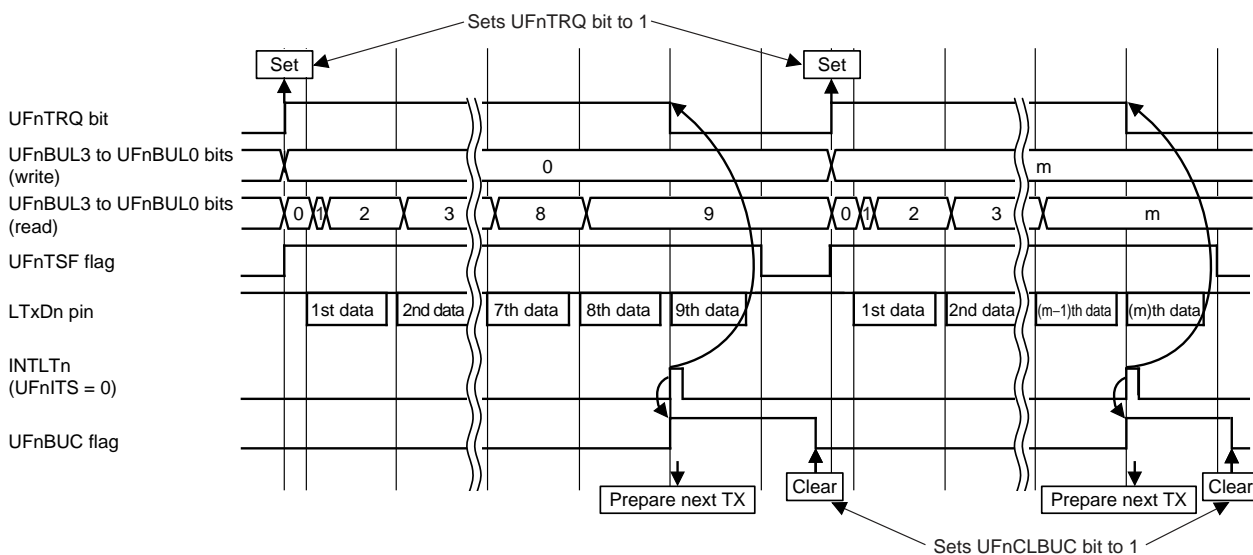 Sets UFnTRQ bit to 1
Set
Set
UFnTRQ bit
UFnBUL3 to UFnBUL0 bits
(write)
0
m
UFnBUL3 to UFnBUL0 bits
(read)
0 1 2 3 8 9 0 1 2 3 m
UFnTSF flag
LTxDn pin
1st data 2nd data 7th data 8th data 9th data 1st data 2nd data (m−1)th data (m)th data
INTLTn
(UFnITS = 0)
UFnBUC flag
Prepare next TX
Clear
Prepare next TX
Clear
Sets UFnCLBUC bit to 1